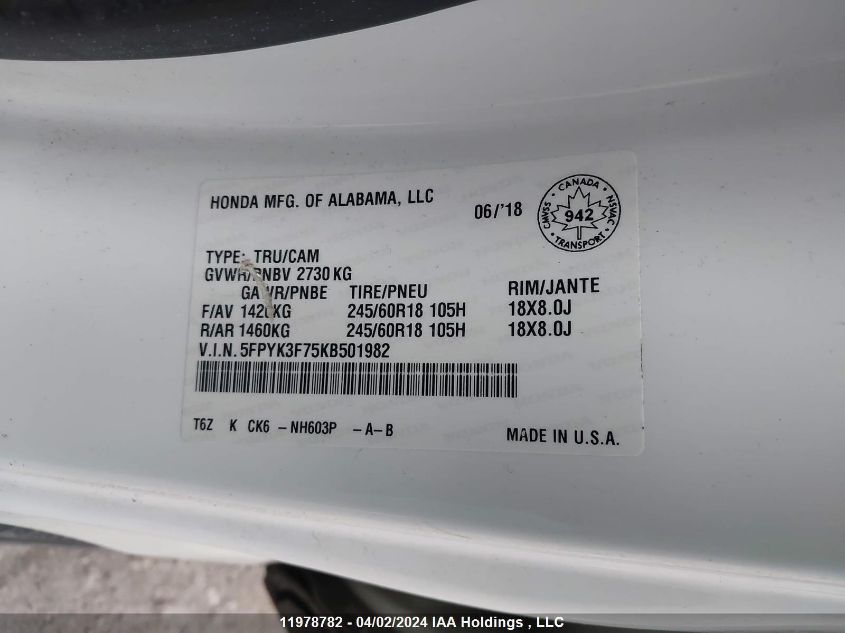 HONDA MFG. OF ALABAMA, LLC
06/'18
CANADA
CMVSS 942 NSVAC
TRANSPORT
TYPE: TRU/CAM
GVWR/PNBV 2730 KG
GAWR/PNBE TIRE/PNEU RIM/JANTE
F/AV 1420KG 245/60R18 105H 18X8.0J
R/AR 1460KG 245/60R18 105H 18X8.0J
V.I.N. 5FPYK3F75KB501982
T6Z K CK6 -NH603P -A-B
MADE IN U.S.A.
11978782 - 04/02/2024 IAA Holdings , LLC